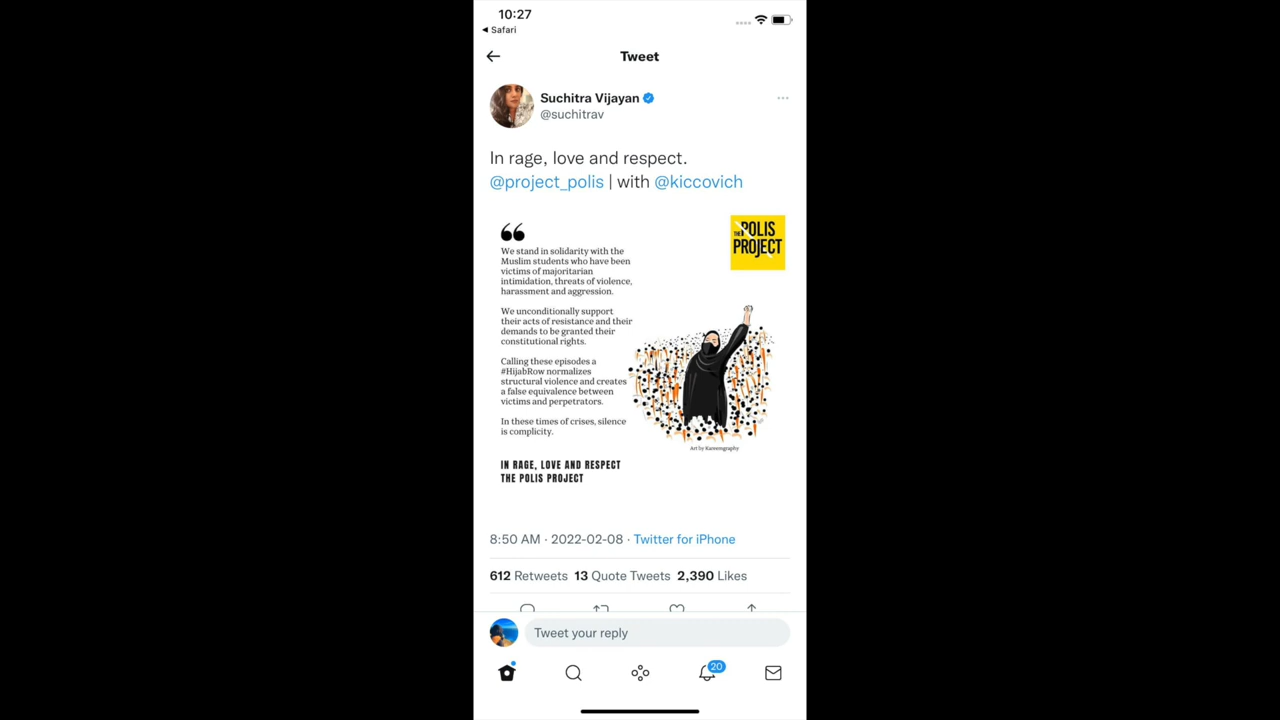 10:27
Safari
Tweet
Suchitra Vijayan
@suchitrav
In rage, love and respect.
@project_polis | with @kiccovich
THE POLIS
PROJECT
We stand in solidarity with the
Muslim students who have been
victims of majoritarian
intimidation, threats of violence,
harassment and aggression.
We unconditionally support
their acts of resistance and their
demands to be granted their
constitutional rights.
Calling these episodes a
#HijabRow normalizes
structural violence and creates
a false equivalence between
victims and perpetrators.
In these times of crises, silence
is complicity.
Art by Kareemgraphy
IN RAGE, LOVE AND RESPECT
THE POLIS PROJECT
8:50 AM · 2022-02-08 · Twitter for iPhone
612 Retweets 13 Quote Tweets 2,390 Likes
Tweet your reply
20